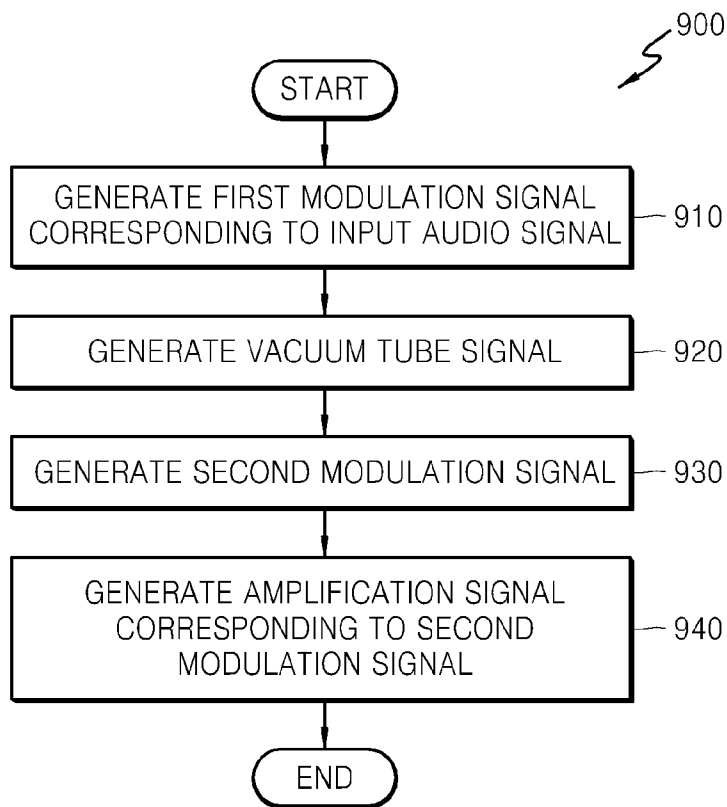 900
START
GENERATE FIRST MODULATION SIGNAL
CORRESPONDING TO INPUT AUDIO SIGNAL
910
GENERATE VACUUM TUBE SIGNAL
920
GENERATE SECOND MODULATION SIGNAL
930
GENERATE AMPLIFICATION SIGNAL
CORRESPONDING TO SECOND
MODULATION SIGNAL
940
END